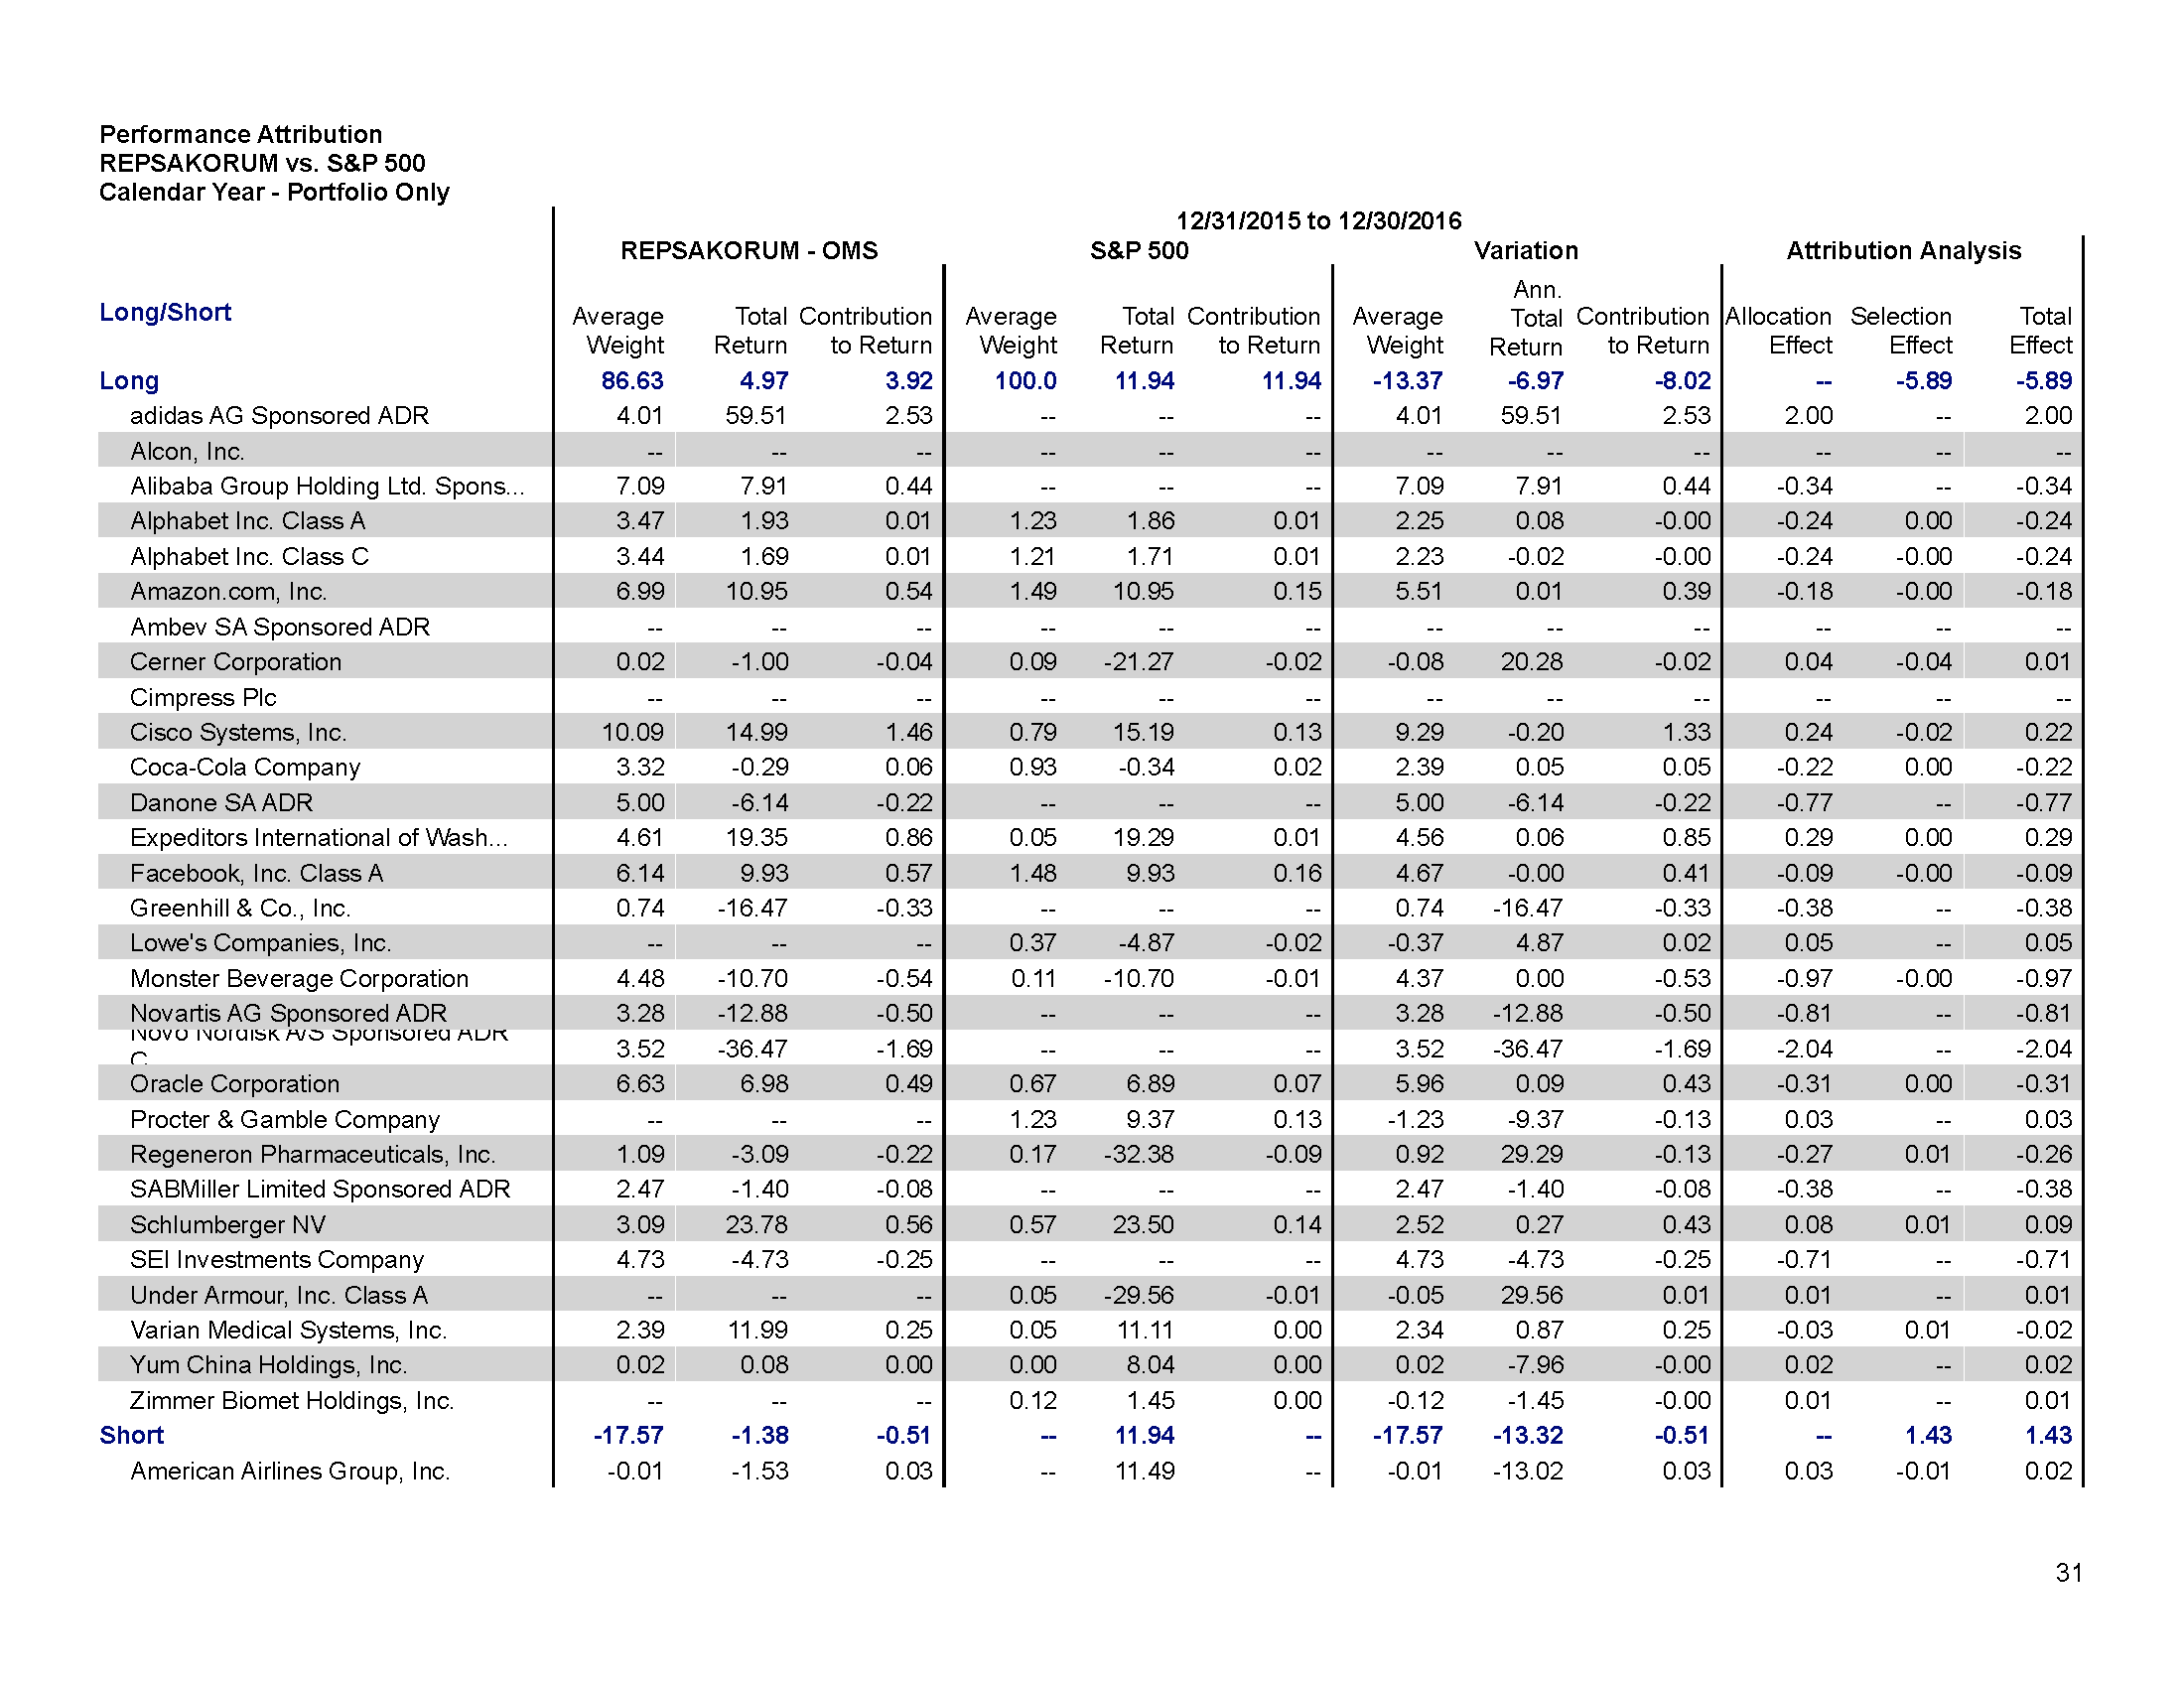 Performance Attribution
REPSAKORUM vs. S&P 500
Calendar Year - Portfolio Only
12/31/2015 to 12/30/2016
REPSAKORUM - OMS S&P 500 Variation Attribution Analysis
Long/Short Average Weight Total Return Contribution to Return Average Weight Total Return Contribution to Return Average Weight Ann. Total Return Contribution to Return Allocation Effect Selection Effect Total Effect
Long 86.63 4.97 3.92 100.0 11.94 11.94 -13.37 -6.97 -8.02 -- -5.89 -5.89
adidas AG Sponsored ADR 4.01 59.51 2.53 -- -- -- 4.01 59.51 2.53 2.00 -- 2.00
Alcon, Inc. -- -- -- -- -- -- -- -- -- -- -- --
Alibaba Group Holding Ltd. Spons... 7.09 7.91 0.44 -- -- -- 7.09 7.91 0.44 -0.34 -- -0.34
Alphabet Inc. Class A 3.47 1.93 0.01 1.23 1.86 0.01 2.25 0.08 -0.00 -0.24 0.00 -0.24
Alphabet Inc. Class C 3.44 1.69 0.01 1.21 1.71 0.01 2.23 -0.02 -0.00 -0.24 -0.00 -0.24
Amazon.com, Inc. 6.99 10.95 0.54 1.49 10.95 0.15 5.51 0.01 0.39 -0.18 -0.00 -0.18
Ambev SA Sponsored ADR -- -- -- -- -- -- -- -- -- -- -- --
Cerner Corporation 0.02 -1.00 -0.04 0.09 -21.27 -0.02 -0.08 20.28 -0.02 0.04 -0.04 0.01
Cimpress Plc -- -- -- -- -- -- -- -- -- -- -- --
Cisco Systems, Inc. 10.09 14.99 1.46 0.79 15.19 0.13 9.29 -0.20 1.33 0.24 -0.02 0.22
Coca-Cola Company 3.32 -0.29 0.06 0.93 -0.34 0.02 2.39 0.05 0.05 -0.22 0.00 -0.22
Danone SA ADR 5.00 -6.14 -0.22 -- -- -- 5.00 -6.14 -0.22 -0.77 -- -0.77
Expeditors International of Wash... 4.61 19.35 0.86 0.05 19.29 0.01 4.56 0.06 0.85 0.29 0.00 0.29
Facebook, Inc. Class A 6.14 9.93 0.57 1.48 9.93 0.16 4.67 -0.00 0.41 -0.09 -0.00 -0.09
Greenhill & Co., Inc. 0.74 -16.47 -0.33 -- -- -- 0.74 -16.47 -0.33 -0.38 -- -0.38
Lowe's Companies, Inc. -- -- -- 0.37 -4.87 -0.02 -0.37 4.87 0.02 0.05 -- 0.05
Monster Beverage Corporation 4.48 -10.70 -0.54 0.11 -10.70 -0.01 4.37 0.00 -0.53 -0.97 -0.00 -0.97
Novartis AG Sponsored ADR 3.28 -12.88 -0.50 -- -- -- 3.28 -12.88 -0.50 -0.81 -- -0.81
Novo Nordisk A/S Sponsored ADR C 3.52 -36.47 -1.69 -- -- -- 3.52 -36.47 -1.69 -2.04 -- -2.04
Oracle Corporation 6.63 6.98 0.49 0.67 6.89 0.07 5.96 0.09 0.43 -0.31 0.00 -0.31
Procter & Gamble Company -- -- -- 1.23 9.37 0.13 -1.23 -9.37 -0.13 0.03 -- 0.03
Regeneron Pharmaceuticals, Inc. 1.09 -3.09 -0.22 0.17 -32.38 -0.09 0.92 29.29 -0.13 -0.27 0.01 -0.26
SABMiller Limited Sponsored ADR 2.47 -1.40 -0.08 -- -- -- 2.47 -1.40 -0.08 -0.38 -- -0.38
Schlumberger NV 3.09 23.78 0.56 0.57 23.50 0.14 2.52 0.27 0.43 0.08 0.01 0.09
SEI Investments Company 4.73 -4.73 -0.25 -- -- -- 4.73 -4.73 -0.25 -0.71 -- -0.71
Under Armour, Inc. Class A -- -- -- 0.05 -29.56 -0.01 -0.05 29.56 0.01 0.01 -- 0.01
Varian Medical Systems, Inc. 2.39 11.99 0.25 0.05 11.11 0.00 2.34 0.87 0.25 -0.03 0.01 -0.02
Yum China Holdings, Inc. 0.02 0.08 0.00 0.00 8.04 0.00 0.02 -7.96 -0.00 0.02 -- 0.02
Zimmer Biomet Holdings, Inc. -- -- -- 0.12 1.45 0.00 -0.12 -1.45 -0.00 0.01 -- 0.01
Short -17.57 -1.38 -0.51 -- 11.94 -- -17.57 -13.32 -0.51 -- 1.43 1.43
American Airlines Group, Inc. -0.01 -1.53 0.03 -- 11.49 -- -0.01 -13.02 0.03 0.03 -0.01 0.02
31